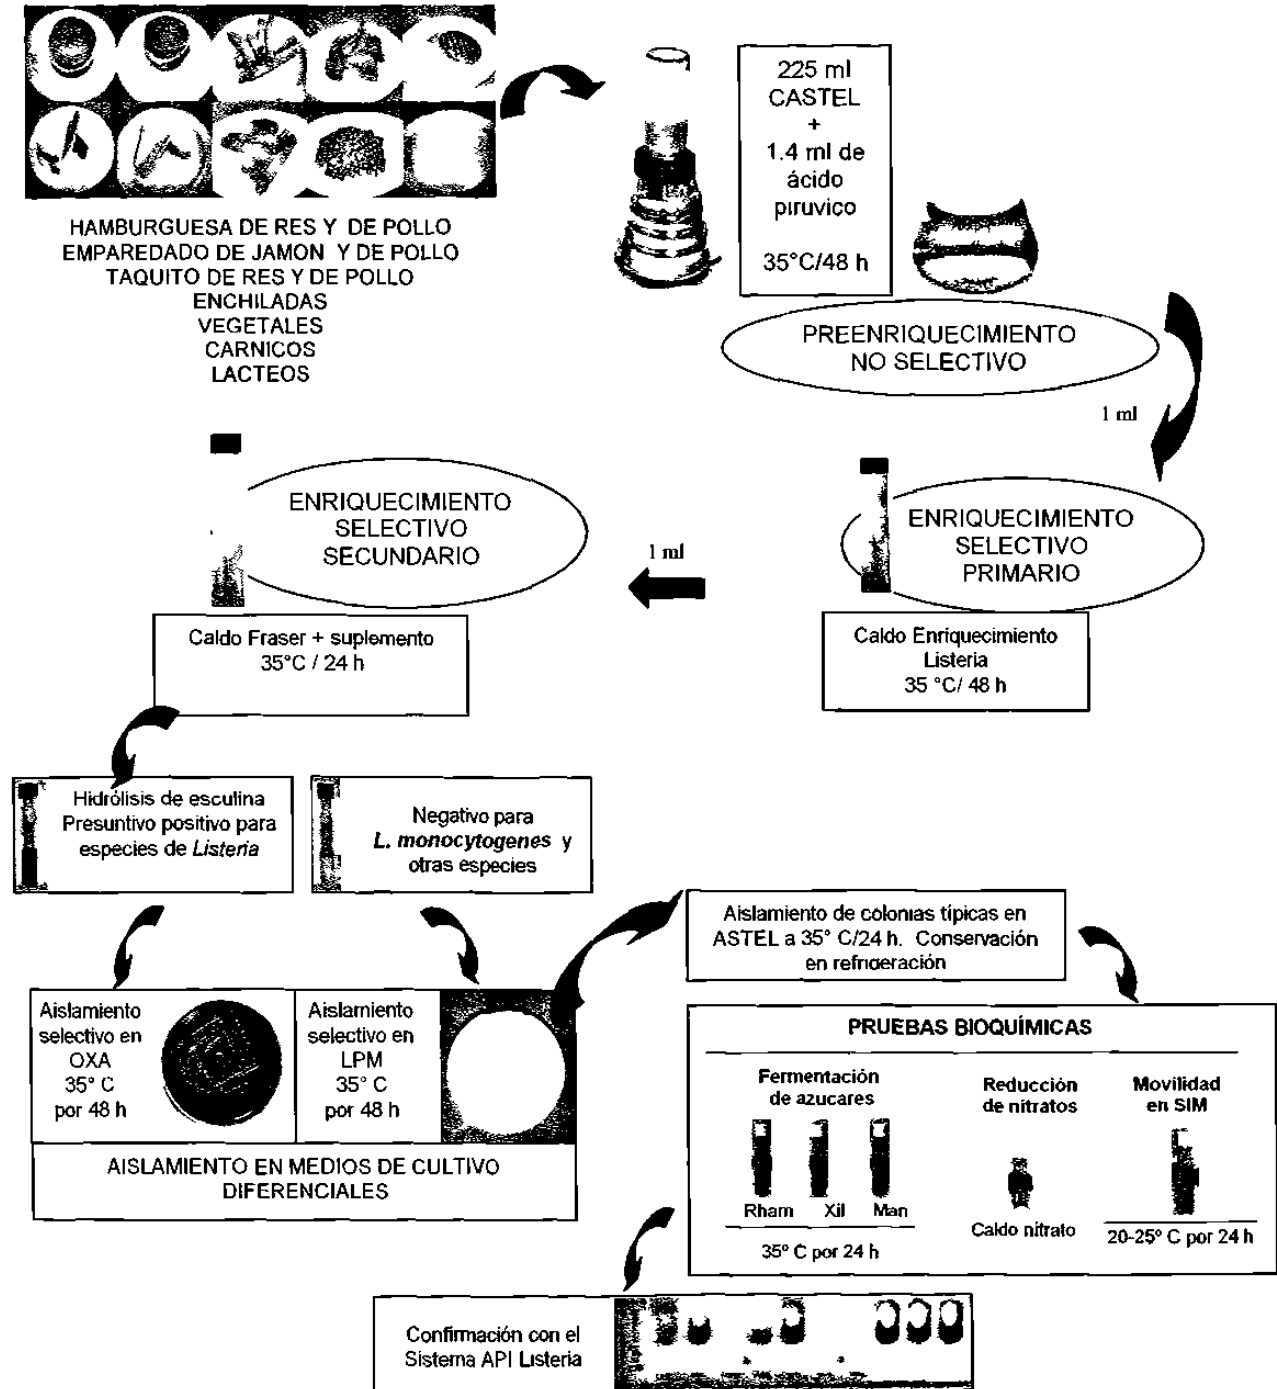 225 ml
CASTEL
+
1.4 ml de
ácido
piruvico
35°C/48 h
HAMBURGUESA DE RES Y DE POLLO
EMPAREDADO DE JAMON Y DE POLLO
TAQUITO DE RES Y DE POLLO
ENCHILADAS
VEGETALES
CARNICOS
LACTEOS
PREENRIQUECIMIENTO
NO SELECTIVO
1 ml
ENRIQUECIMIENTO
SELECTIVO
PRIMARIO
Caldo Enriquecimiento
Listeria
35 °C/ 48 h
1 ml
ENRIQUECIMIENTO
SELECTIVO
SECUNDARIO
Caldo Fraser + suplemento
35°C / 24 h
Hidrólisis de esculina
Presuntivo positivo para
especies de Listeria
Negativo para
L. monocytogenes y
otras especies
Aislamiento
selectivo en
OXA
35° C
por 48 h
Aislamiento
selectivo en
LPM
35° C
por 48 h
AISLAMIENTO EN MEDIOS DE CULTIVO
DIFERENCIALES
Aislamiento de colonias típicas en
ASTEL a 35° C/24 h. Conservación
en refrigeración
PRUEBAS BIOQUÍMICAS
Fermentación
de azucares
Rham Xil Man
35° C por 24 h
Reducción
de nitratos
Caldo nitrato
Movilidad
en SIM
20-25° C por 24 h
Confirmación con el
Sistema API Listeria